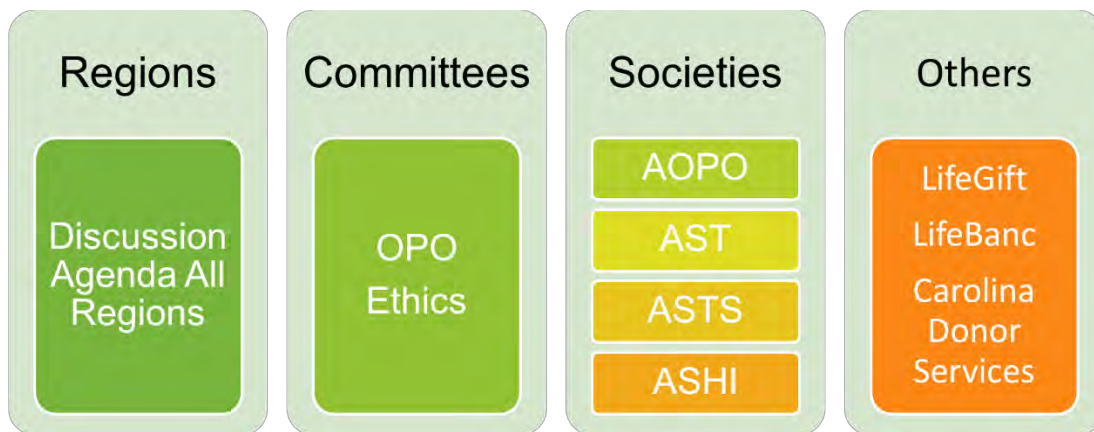 Regions
Discussion
Agenda All
Regions
Committees
OPO
Ethics
Societies
AOPO
AST
ASTS
ASHI
Others
LifeGift
LifeBanc
Carolina
Donor
Services